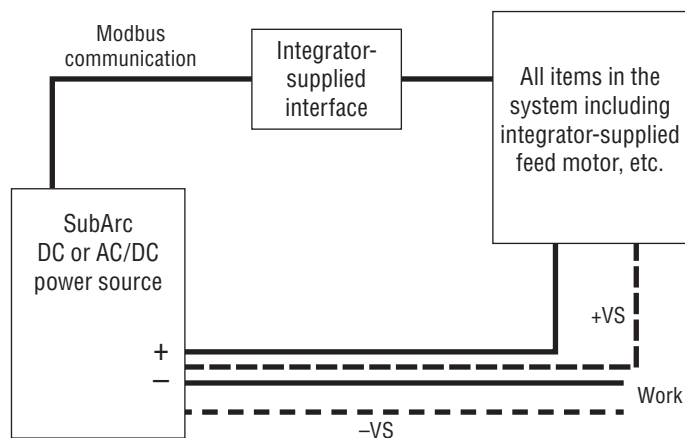 Modbus
communication
Integrator-
supplied
interface
All items in the
system including
integrator-supplied
feed motor, etc.
SubArc
DC or AC/DC
power source
+
–
+VS
Work
–VS